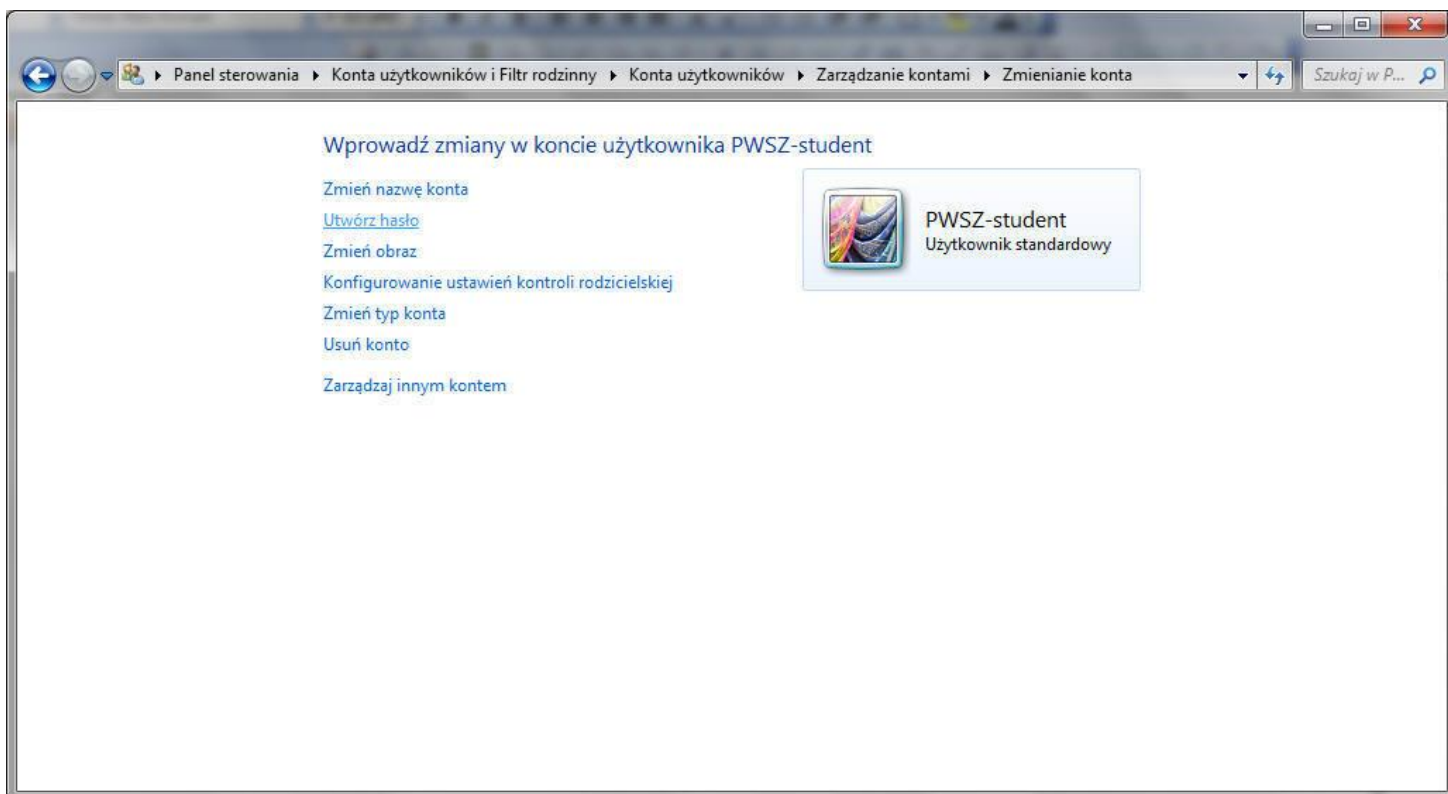 Panel sterowania ▸ Konta użytkowników i Filtr rodzinny ▸ Konta użytkowników ▸ Zarządzanie kontami ▸ Zmienianie konta
Szukaj w P...
Wprowadź zmiany w koncie użytkownika PWSZ-student
Zmień nazwę konta
Utwórz hasło
Zmień obraz
Konfigurowanie ustawień kontroli rodzicielskiej
Zmień typ konta
Usuń konto
Zarządzaj innym kontem
PWSZ-student
Użytkownik standardowy